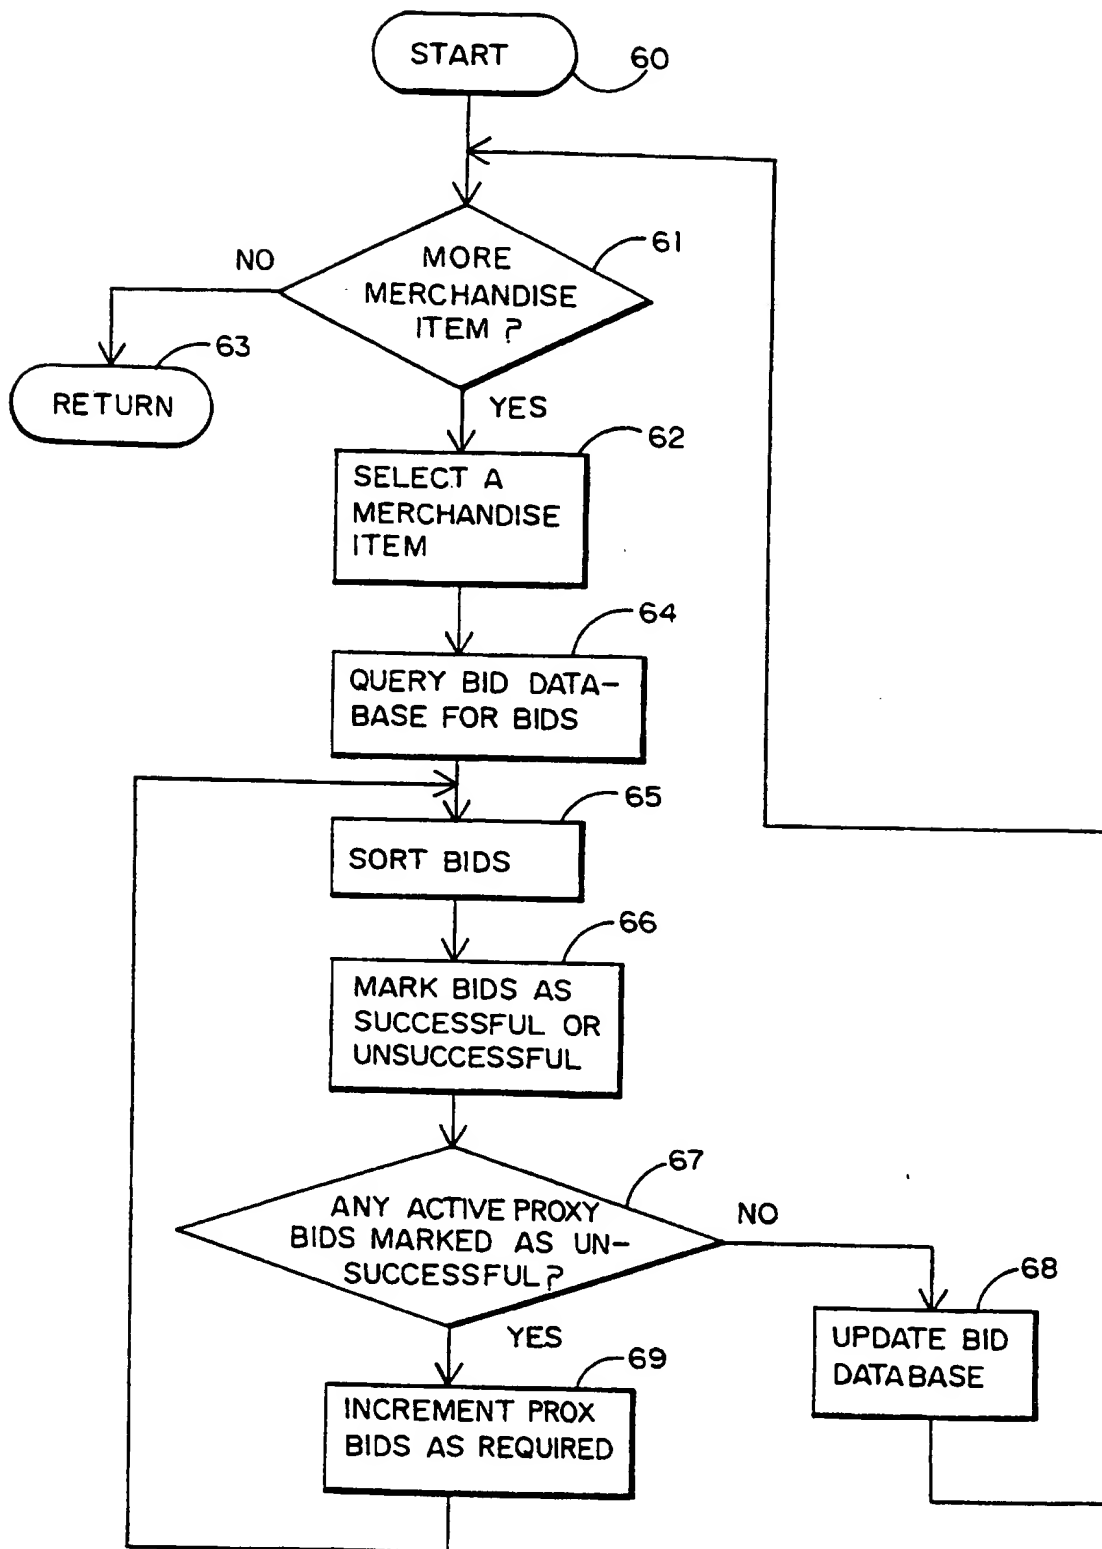 START
60
MORE
MERCHANDISE
ITEM ?
61
NO
63
RETURN
YES
62
SELECT A
MERCHANDISE
ITEM
64
QUERY BID DATA-
BASE FOR BIDS
65
SORT BIDS
66
MARK BIDS AS
SUCCESSFUL OR
UNSUCCESSFUL
67
ANY ACTIVE PROXY
BIDS MARKED AS UN-
SUCCESSFUL?
NO
68
UPDATE BID
DATABASE
YES
69
INCREMENT PROX
BIDS AS REQUIRED